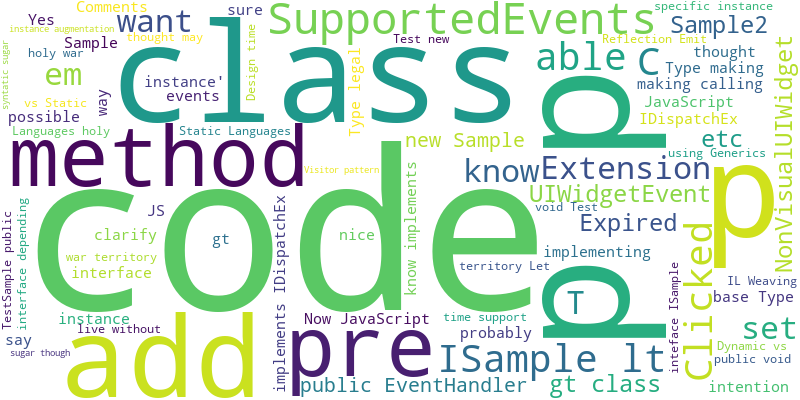 Comments
instance augmentation
thought may
sure
Yes
want
SupportedEvents
specific instance
Sample2
Sample
holy war
syntatic sugar
class
Design time
Test new
Reflection Emit
able
C
thought
Type making
making calling
em
instance'
events
vs Static
way
possible
Type legal
JavaScript
IDispatchEx
NonVisualUIWidget
Languages holy
Static Languages
d
new Sample
etc
using Generics
method
code
Visitor pattern
know
Extension
p
UIWidgetEvent
JS
know implements
void Test
Expired
clarify
gt
nice
war territory
interface
implements IDispatchEx
TestSample public
interface depending
implementing
territory Let
d
T
Clicked
inteface ISample
IL Weaving
base Type
instance
live without
Now JavaScript
time support
probably
set
say
sugar though
add
pre
ISample lt
public EventHandler
gt class
Dynamic vs
public void
intention